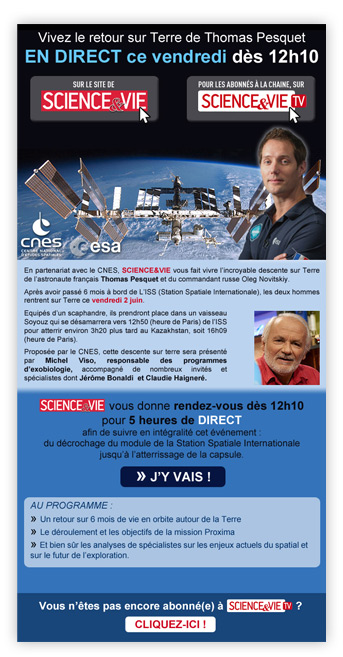 Vivez le retour sur Terre de Thomas Pesquet
EN DIRECT ce vendredi dès 12h10
SUR LE SITE DE
SCIENCE&VIE
POUR LES ABONNÉS À LA CHAINE, SUR
SCIENCE&VIE TV
cnes
CENTRE NATIONAL
D'ÉTUDES SPATIALES
esa
En partenariat avec le CNES, SCIENCE&VIE vous fait vivre l'incroyable descente sur Terre
de l'astronaute français Thomas Pesquet et du commandant russe Oleg Novitskiy.
Après avoir passé 6 mois à bord de L'ISS (Station Spatiale Internationale), les deux hommes
rentrent sur Terre ce vendredi 2 juin.
Equipés d'un scaphandre, ils prendront place dans un vaisseau
Soyouz qui se désamarrera vers 12h50 (heure de Paris) de l'ISS
pour atterrir environ 3h20 plus tard au Kazakhstan, soit 16h09
(heure de Paris).
Proposée par le CNES, cette descente sur terre sera présenté
par Michel Viso, responsable des programmes
d'exobiologie, accompagné de nombreux invités et
spécialistes dont Jérôme Bonaldi et Claudie Haigneré.
SCIENCE&VIE vous donne rendez-vous dès 12h10
pour 5 heures de DIRECT
afin de suivre en intégralité cet événement :
du décrochage du module de la Station Spatiale Internationale
jusqu'à l'atterrissage de la capsule.
» J'Y VAIS !
AU PROGRAMME :
» Un retour sur 6 mois de vie en orbite autour de la Terre
» Le déroulement et les objectifs de la mission Proxima
» Et bien sûr les analyses de spécialistes sur les enjeux actuels du spatial et
sur le futur de l'exploration.
Vous n'êtes pas encore abonné(e) à SCIENCE&VIE TV ?
CLIQUEZ-ICI !